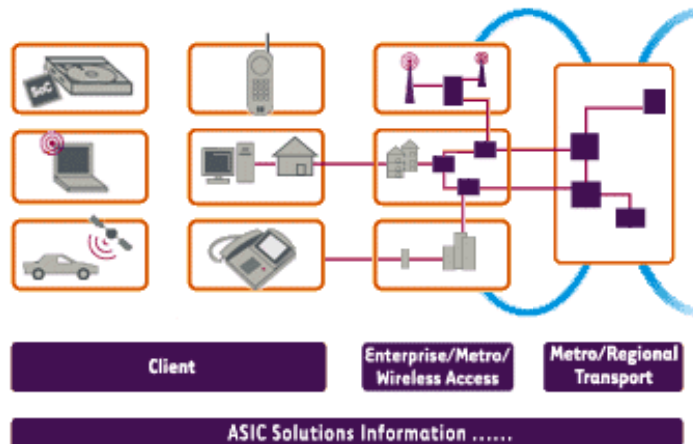 SoC
Client
Enterprise/Metro/
Wireless Access
Metro/Regional
Transport
ASIC Solutions Information ......